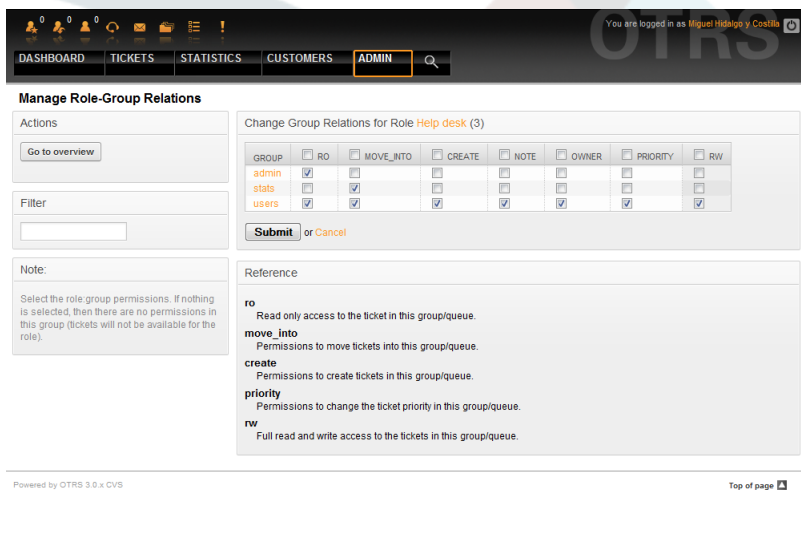 0 0 0
You are logged in as Miguel Hidalgo y Costilla
OTRS
DASHBOARD TICKETS STATISTICS CUSTOMERS ADMIN
Manage Role-Group Relations
Actions
Go to overview
Filter
Note:
Select the role:group permissions. If nothing
is selected, then there are no permissions in
this group (tickets will not be available for the
role).
Change Group Relations for Role Help desk (3)
GROUP RO MOVE_INTO CREATE NOTE OWNER PRIORITY RW
admin
stats
users
Submit or Cancel
Reference
ro
Read only access to the ticket in this group/queue.
move_into
Permissions to move tickets into this group/queue.
create
Permissions to create tickets in this group/queue.
priority
Permissions to change the ticket priority in this group/queue.
rw
Full read and write access to the tickets in this group/queue.
Powered by OTRS 3.0.x CVS
Top of page